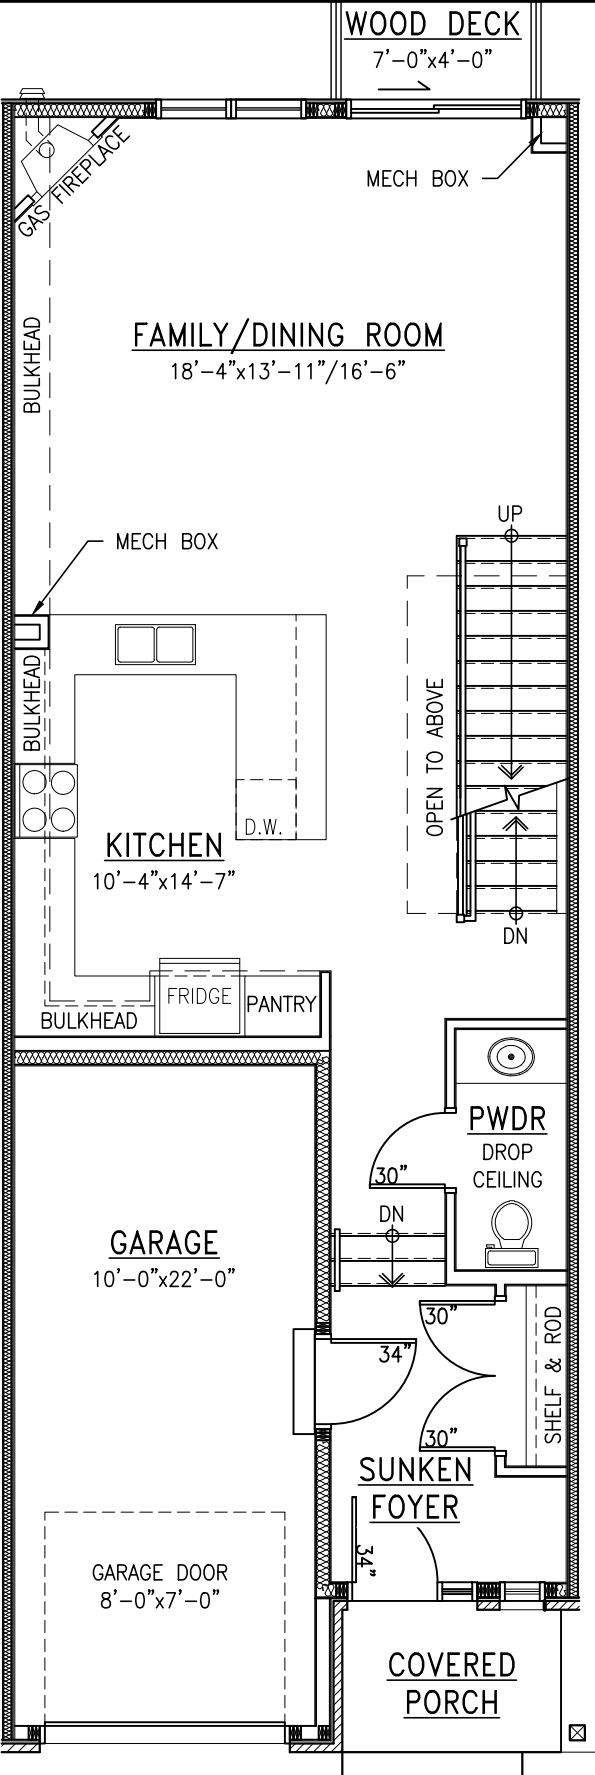 WOOD DECK
7'-0"x4'-0"
GAS FIREPLACE
MECH BOX
BULKHEAD
FAMILY/DINING ROOM
18'-4"x13'-11"/16'-6"
UP
MECH BOX
BULKHEAD
OPEN TO ABOVE
D.W.
KITCHEN
10'-4"x14'-7"
DN
FRIDGE
PANTRY
BULKHEAD
PWDR
DROP
CEILING
30"
DN
GARAGE
10'-0"x22'-0"
30"
34"
SHELF & ROD
30"
SUNKEN
FOYER
34"
GARAGE DOOR
8'-0"x7'-0"
COVERED
PORCH